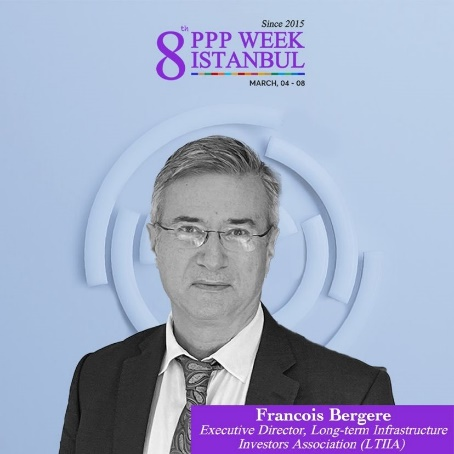 Since 2015
8th PPP WEEK
ISTANBUL
MARCH, 04 - 08
Francois Bergere
Executive Director, Long-term Infrastructure
Investors Association (LTIIA)